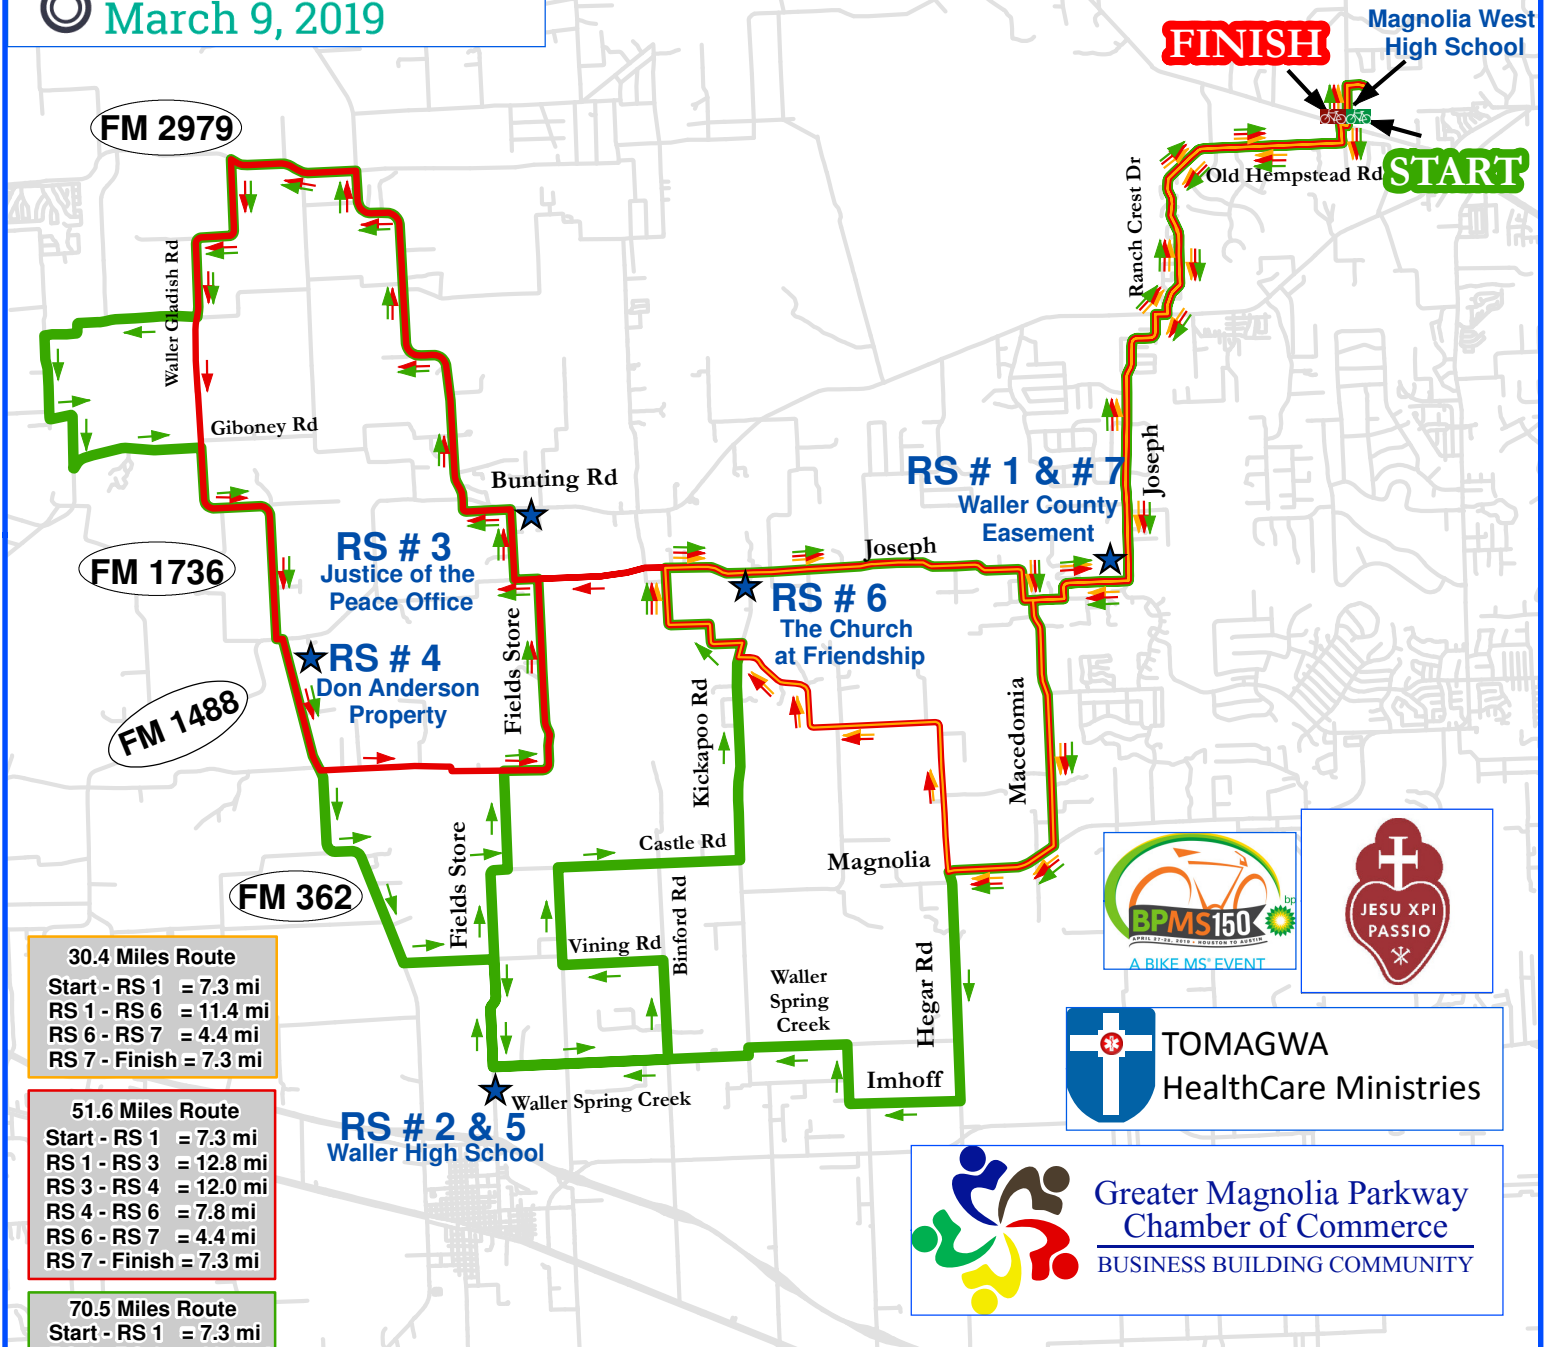 March 9, 2019
Magnolia West
High School
FINISH
START
FM 2979
Old Hempstead Rd
Ranch Crest Dr
Waller Gladish Rd
Giboney Rd
Bunting Rd
RS # 1 & # 7
Waller County
Easement
Joseph
RS # 3
Justice of the
Peace Office
FM 1736
Joseph
RS # 6
The Church
at Friendship
Fields Store
RS # 4
Don Anderson
Property
FM 1488
Kickapoo Rd
Macedomia
Castle Rd
Magnolia
Fields Store
FM 362
Binford Rd
Vining Rd
Waller
Spring
Creek
Hegar Rd
Imhoff
Waller Spring Creek
RS # 2 & 5
Waller High School
30.4 Miles Route
Start - RS 1 = 7.3 mi
RS 1 - RS 6 = 11.4 mi
RS 6 - RS 7 = 4.4 mi
RS 7 - Finish = 7.3 mi
51.6 Miles Route
Start - RS 1 = 7.3 mi
RS 1 - RS 3 = 12.8 mi
RS 3 - RS 4 = 12.0 mi
RS 4 - RS 6 = 7.8 mi
RS 6 - RS 7 = 4.4 mi
RS 7 - Finish = 7.3 mi
70.5 Miles Route
Start - RS 1 = 7.3 mi
bp
BPMS150
APRIL 27-28, 2019 • HOUSTON TO AUSTIN
A BIKE MS® EVENT
JESU XPI
PASSIO
TOMAGWA
HealthCare Ministries
Greater Magnolia Parkway
Chamber of Commerce
BUSINESS BUILDING COMMUNITY